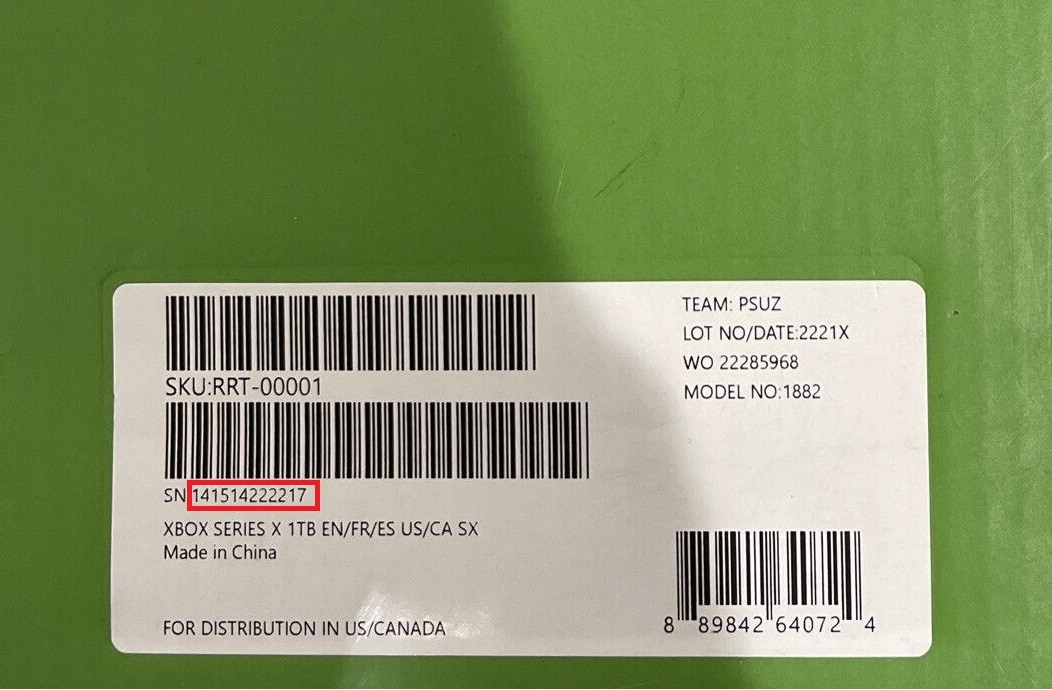 SKU:RRT-00001
SN 141514222217
XBOX SERIES X 1TB EN/FR/ES US/CA SX
Made in China
FOR DISTRIBUTION IN US/CANADA
TEAM: PSUZ
LOT NO/DATE:2221X
WO 22285968
MODEL NO:1882
8 89842 64072 4